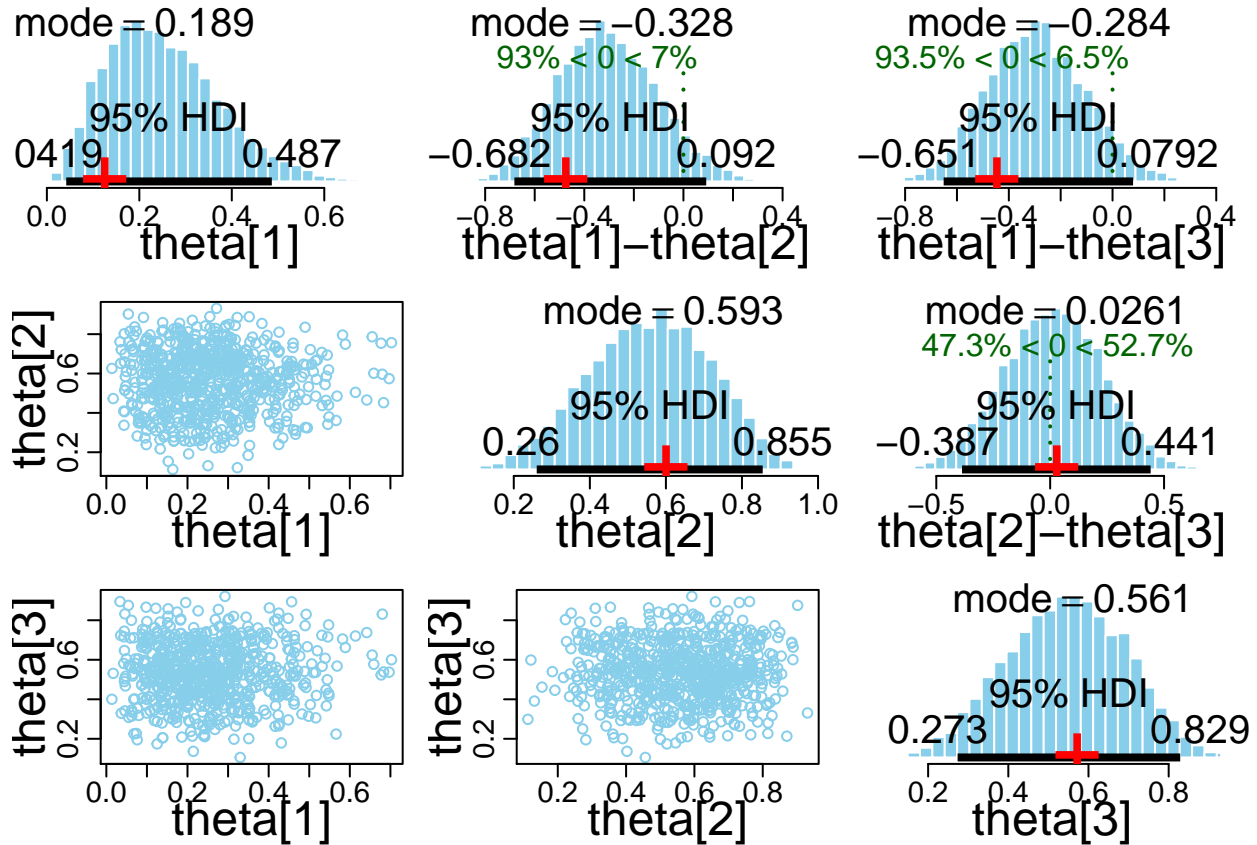 mode = 0.189
95% HDI
0419 0.487
0.0 0.2 0.4 0.6
theta[1]
mode = −0.328
93% < 0 < 7%
95% HDI
−0.682 0.092
−0.8 −0.4 0.0 0.4
theta[1]−theta[2]
mode = −0.284
93.5% < 0 < 6.5%
95% HDI
−0.651 0.0792
−0.8 −0.4 0.0 0.4
theta[1]−theta[3]
theta[2]
0.2 0.6
0.0 0.2 0.4 0.6
theta[1]
mode = 0.593
95% HDI
0.26 0.855
0.2 0.4 0.6 0.8 1.0
theta[2]
mode = 0.0261
47.3% < 0 < 52.7%
95% HDI
−0.387 0.441
−0.5 0.0 0.5
theta[2]−theta[3]
theta[3]
0.2 0.6
0.0 0.2 0.4 0.6
theta[1]
theta[3]
0.2 0.6
0.2 0.4 0.6 0.8
theta[2]
mode = 0.561
95% HDI
0.273 0.829
0.2 0.4 0.6 0.8
theta[3]